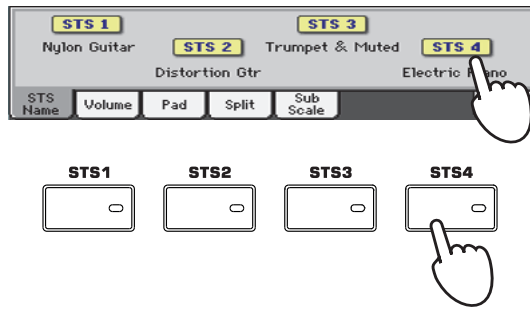 STS 1
STS 3
Nylon Guitar
STS 2
Trumpet & Muted
STS 4
Distortion Gtr
Electric
STS Name
Volume
Pad
Split
Sub Scale
STS1
STS2
STS3
STS4